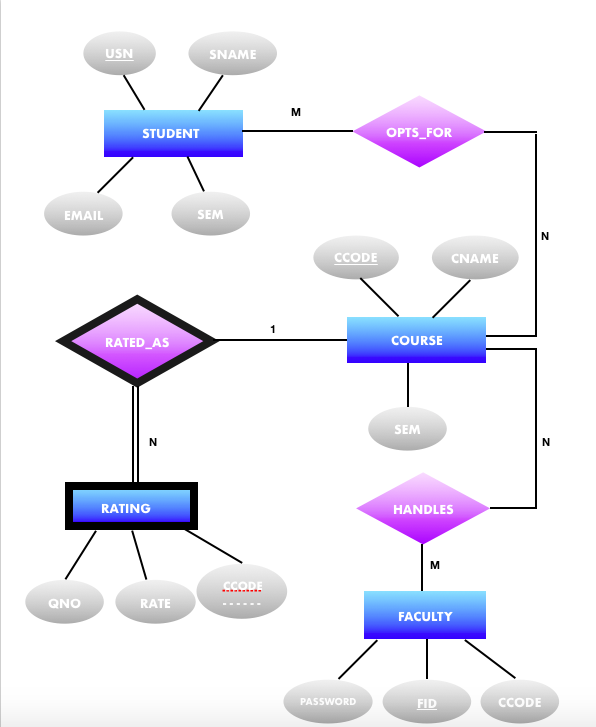 USN
SNAME
M
STUDENT
OPTS_FOR
EMAIL
SEM
N
CCODE
CNAME
1
RATED_AS
COURSE
SEM
N
N
RATING
HANDLES
M
CCODE
QNO
RATE
FACULTY
PASSWORD
FID
CCODE